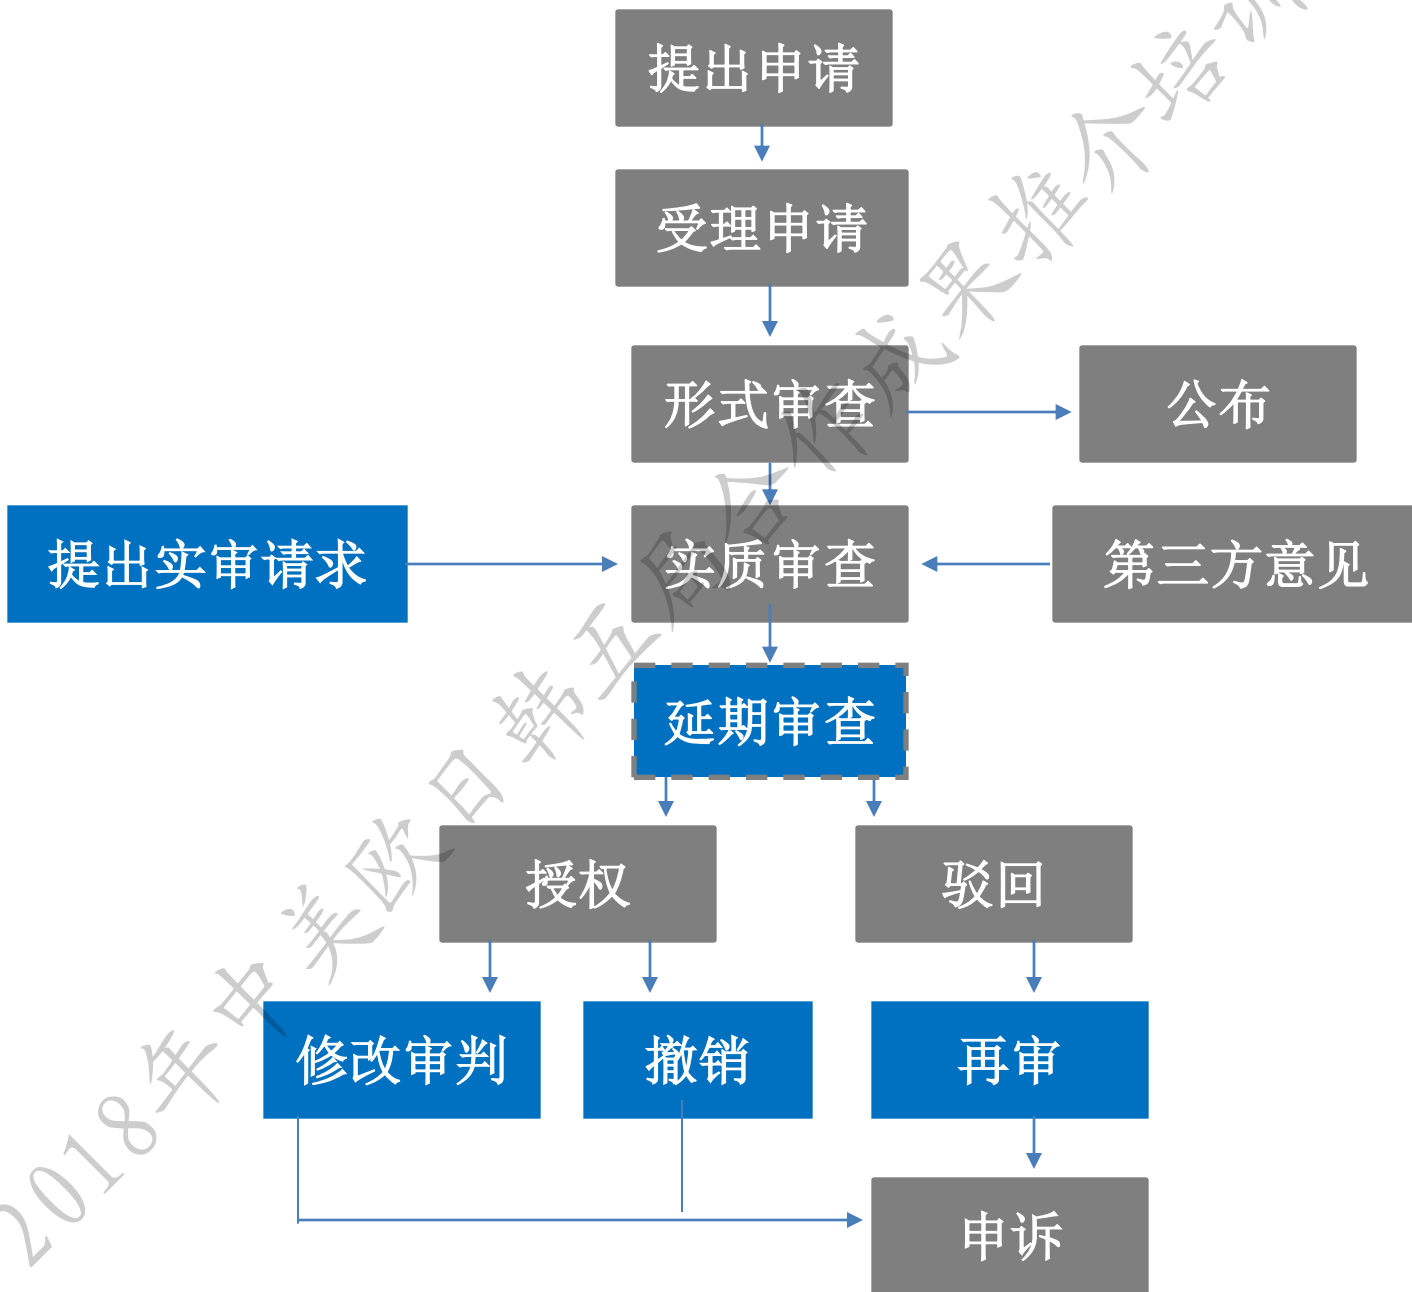 提出申请
受理申请
形式审查
公布
提出实审请求
实质审查
第三方意见
延期审查
授权
驳回
修改审判
撤销
再审
申诉
2018年中美欧日韩五局合作成果推介培训